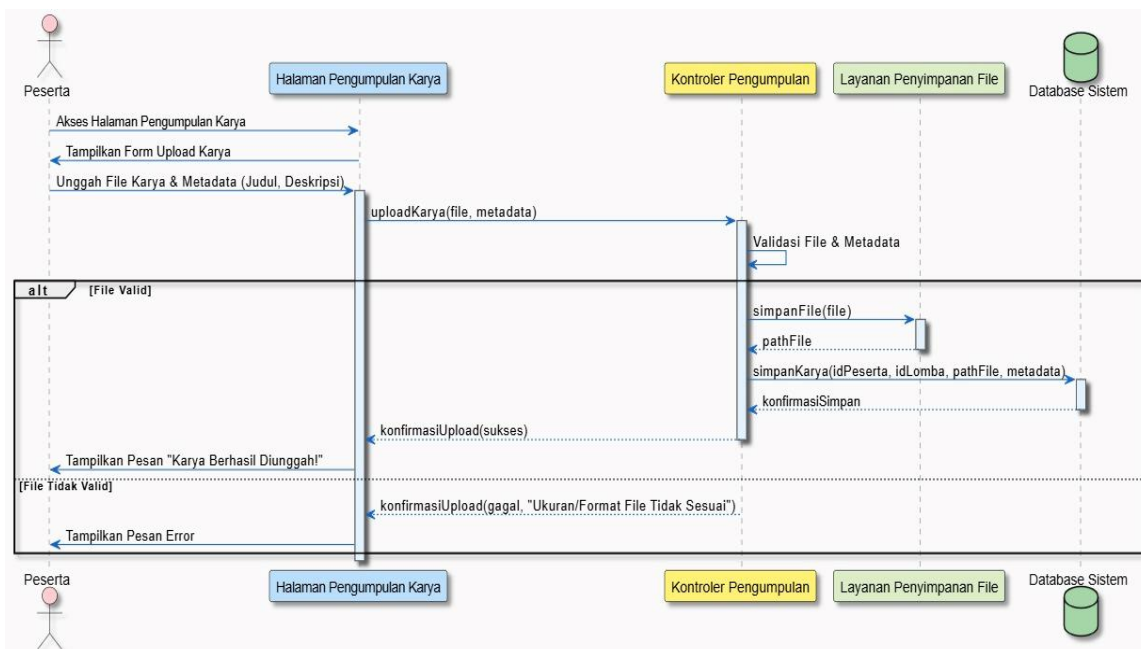 Peserta
Halaman Pengumpulan Karya
Kontroler Pengumpulan
Layanan Penyimpanan File
Database Sistem
Akses Halaman Pengumpulan Karya
Tampilkan Form Upload Karya
Unggah File Karya & Metadata (Judul, Deskripsi)
uploadKarya(file, metadata)
Validasi File & Metadata
alt
[File Valid]
simpanFile(file)
pathFile
simpanKarya(idPeserta, idLomba, pathFile, metadata)
konfirmasiSimpan
konfirmasiUpload(sukses)
Tampilkan Pesan "Karya Berhasil Diunggah!"
[File Tidak Valid]
konfirmasiUpload(gagal, "Ukuran/Format File Tidak Sesuai")
Tampilkan Pesan Error
Peserta
Halaman Pengumpulan Karya
Kontroler Pengumpulan
Layanan Penyimpanan File
Database Sistem